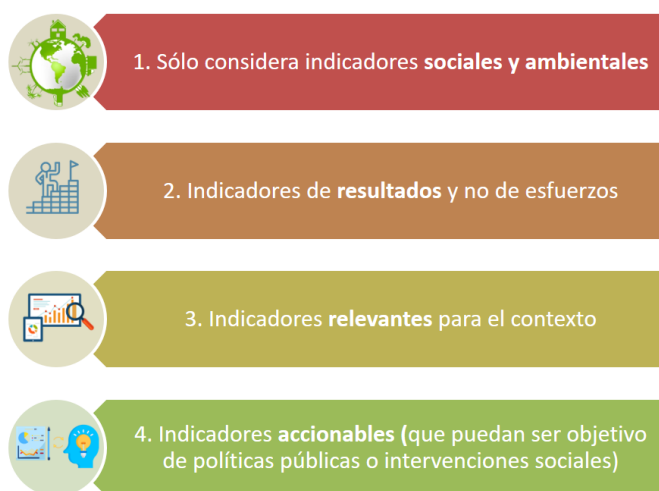 1. Sólo considera indicadores sociales y ambientales
2. Indicadores de resultados y no de esfuerzos
3. Indicadores relevantes para el contexto
4. Indicadores accionables (que puedan ser objetivo
de políticas públicas o intervenciones sociales)